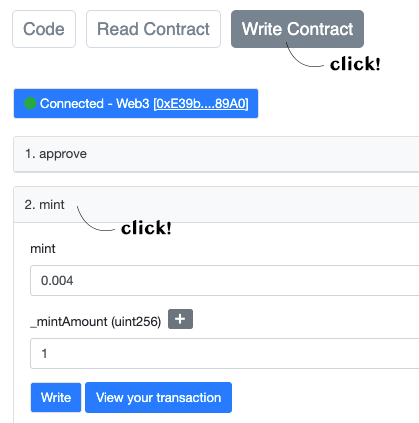 Code Read Contract Write Contract
click!
Connected - Web3 [0xE39b....89A0]
1. approve
2. mint
click!
mint
0.004
_mintAmount (uint256) +
1
Write View your transaction